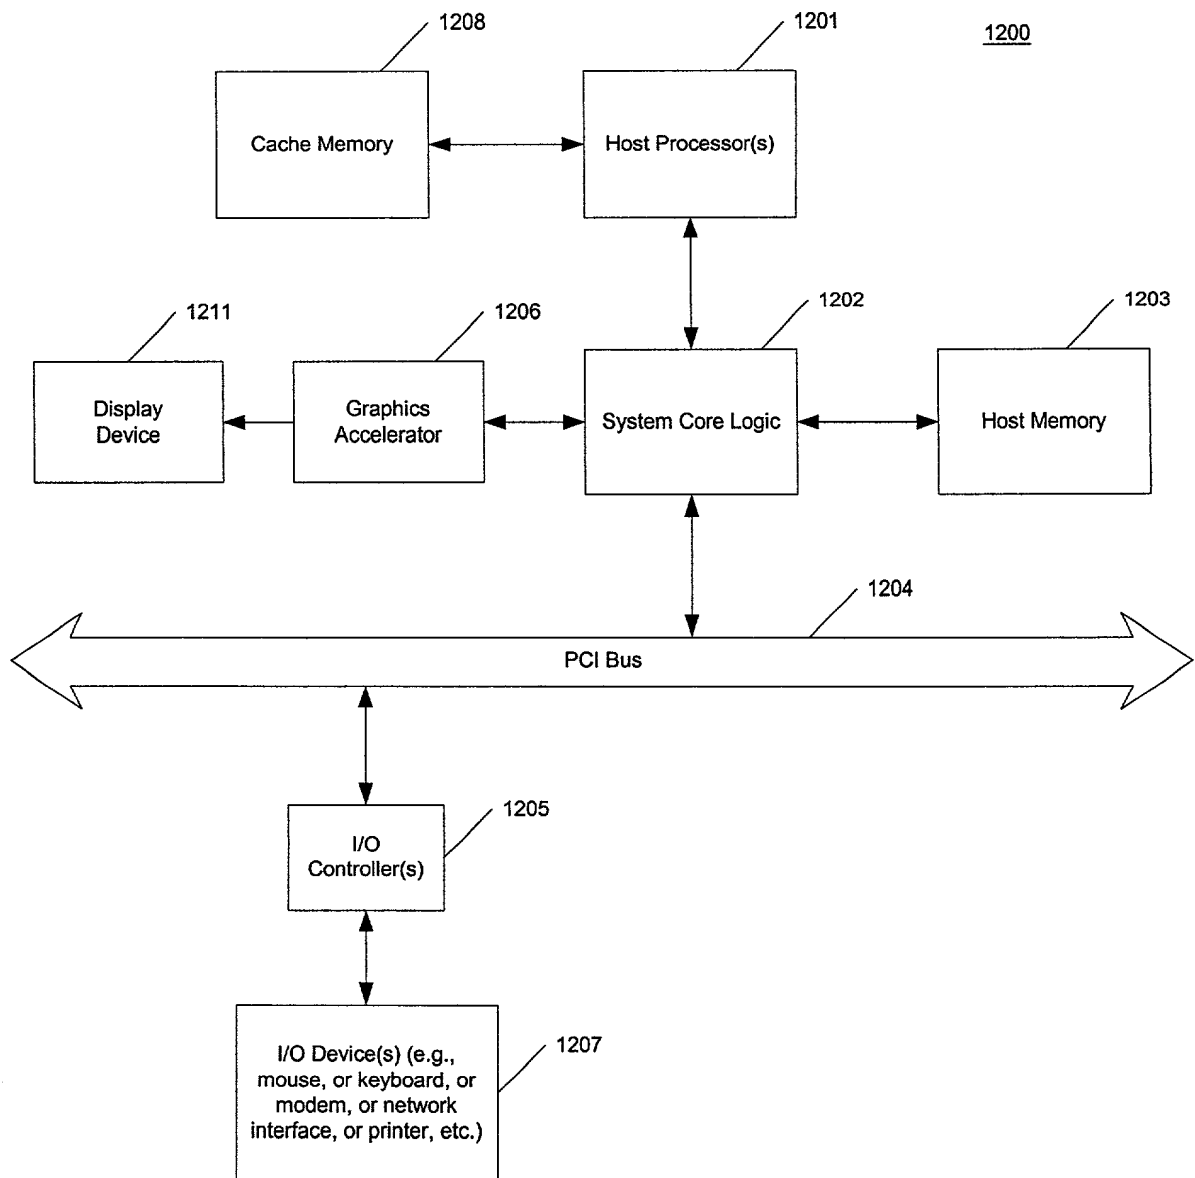 1208
1201
1200
Cache Memory
Host Processor(s)
1211
1206
1202
1203
Display
Device
Graphics
Accelerator
System Core Logic
Host Memory
1204
PCI Bus
1205
I/O
Controller(s)
1207
I/O Device(s) (e.g.,
mouse, or keyboard, or
modem, or network
interface, or printer, etc.)